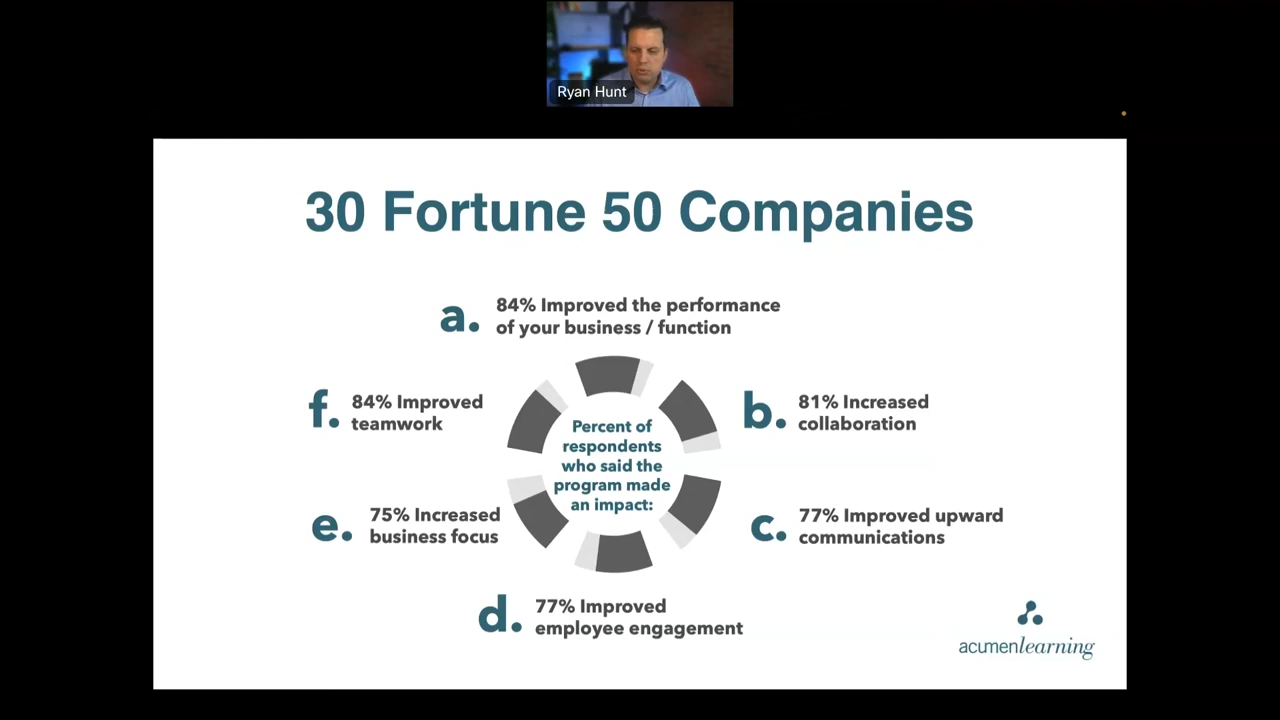 Ryan Hunt
30 Fortune 50 Companies
a.
84% Improved the performance
of your business / function
b.
81% Increased
collaboration
c.
77% Improved upward
communications
d.
77% Improved
employee engagement
e.
75% Increased
business focus
f.
84% Improved
teamwork
Percent of
respondents
who said the
program made
an impact:
acumenlearning